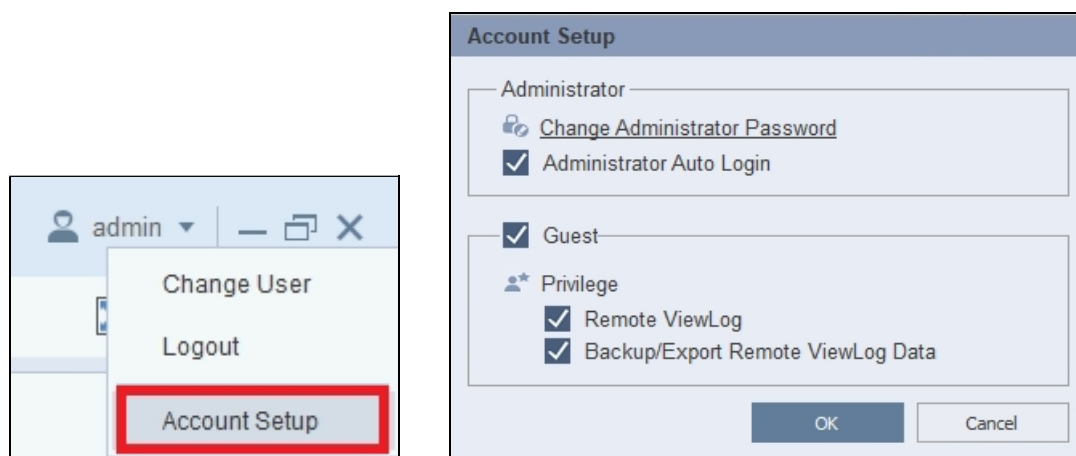 admin
Change User
Logout
Account Setup
Account Setup
Administrator
Change Administrator Password
Administrator Auto Login
Guest
Privilege
Remote ViewLog
Backup/Export Remote ViewLog Data
OK Cancel